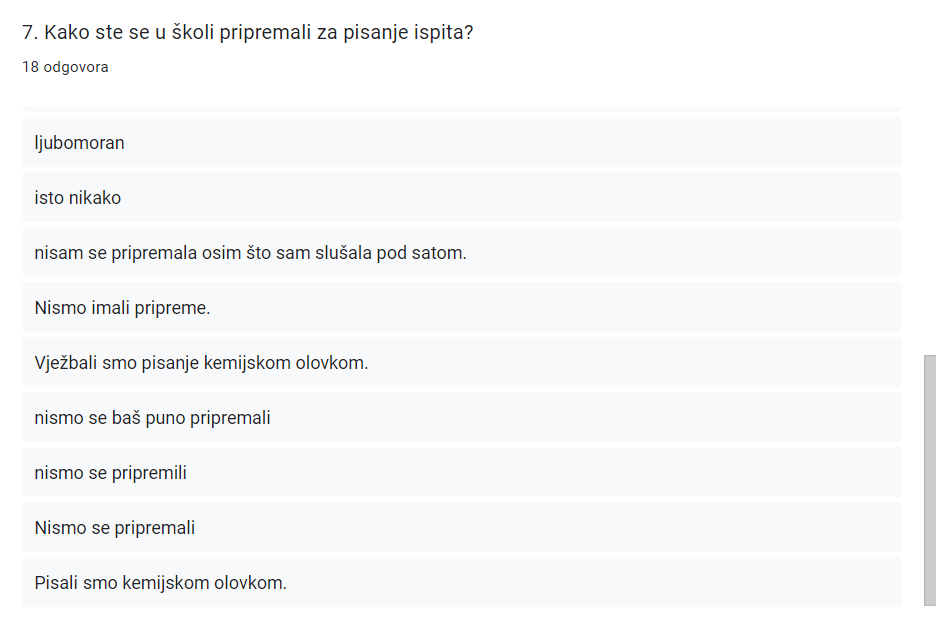 7. Kako ste se u školi pripremali za pisanje ispita?
18 odgovora
ljubomoran
isto nikako
nisam se pripremala osim što sam slušala pod satom.
Nismo imali pripreme.
Vježbali smo pisanje kemijskom olovkom.
nismo se baš puno pripremali
nismo se pripremili
Nismo se pripremali
Pisali smo kemijskom olovkom.